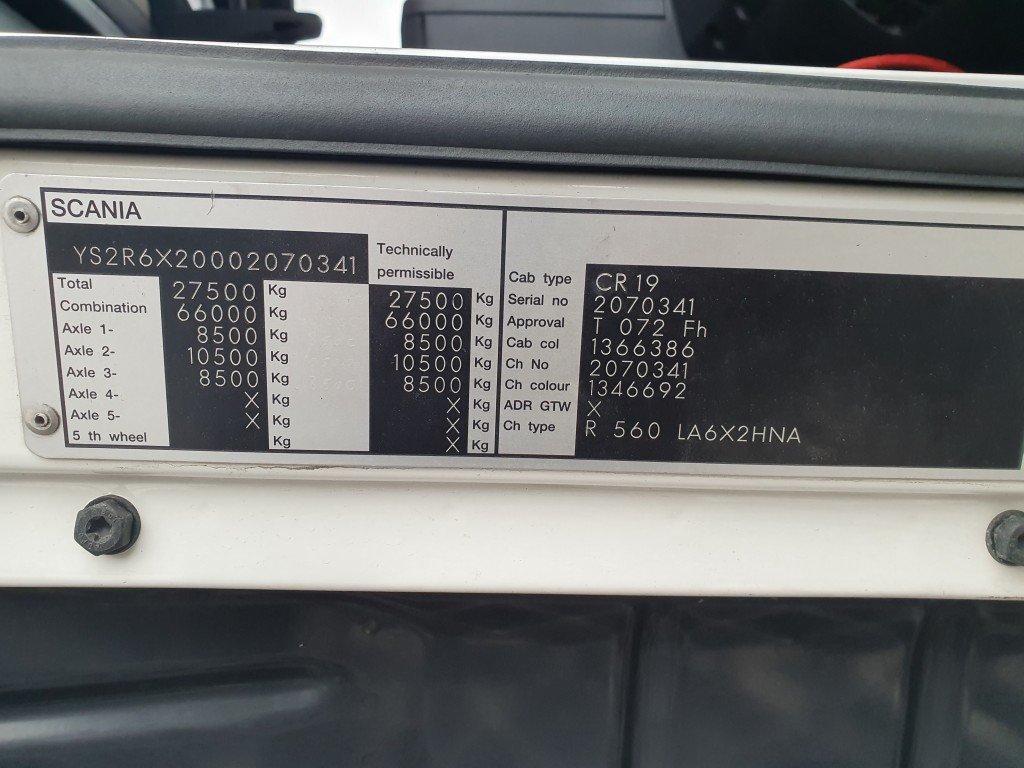 SCANIA
YS2R6X20002070341
Technically
permissible
Total 27500 Kg 27500 Kg
Combination 66000 Kg 66000 Kg
Axle 1- 8500 Kg 8500 Kg
Axle 2- 10500 Kg 10500 Kg
Axle 3- 8500 Kg 8500 Kg
Axle 4- X Kg X Kg
Axle 5- X Kg X Kg
5 th wheel Kg X Kg
Cab type CR 19
Serial no 2070341
Approval T 072 Fh
Cab col 1366386
Ch No 2070341
Ch colour 1346692
ADR GTW X
Ch type R 560 LA6X2HNA